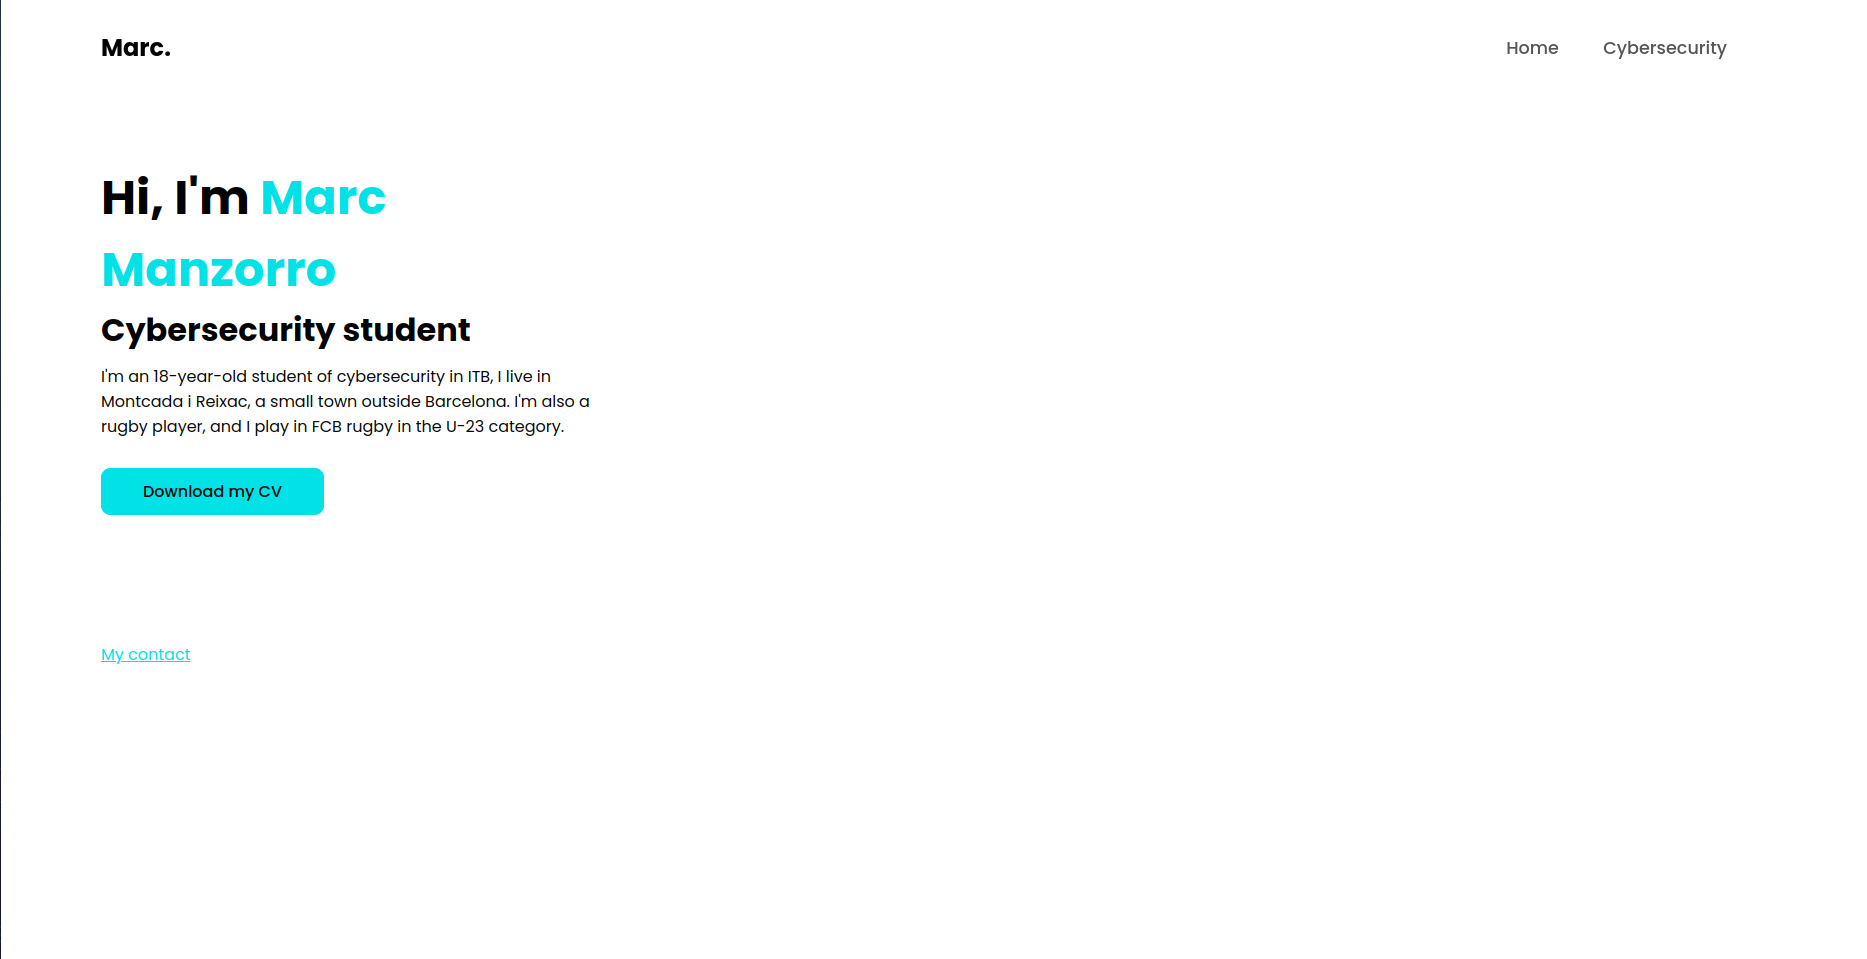 Marc.
Home Cybersecurity
Hi, I'm Marc
Manzorro
Cybersecurity student
I'm an 18-year-old student of cybersecurity in ITB, I live in
Montcada i Reixac, a small town outside Barcelona. I'm also a
rugby player, and I play in FCB rugby in the U-23 category.
Download my CV
My contact